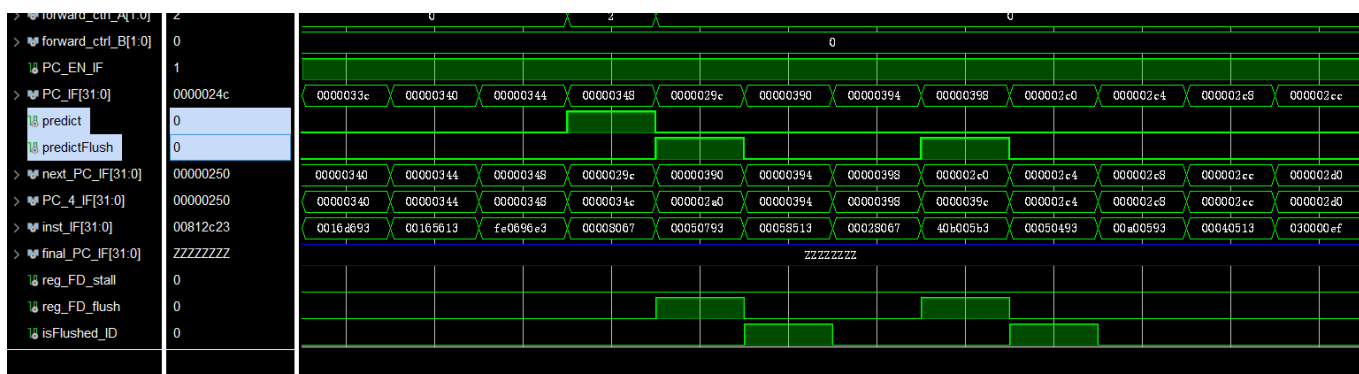 forward_ctrl_A[1:0] 2 0 2 0
forward_ctrl_B[1:0] 0 0
PC_EN_IF 1
PC_IF[31:0] 0000024c 0000033c 00000340 00000344 00000348 0000029c 00000390 00000394 00000398 000002c0 000002c4 000002c8 000002cc
predict 0
predictFlush 0
next_PC_IF[31:0] 00000250 00000340 00000344 00000348 0000029c 00000390 00000394 00000398 000002c0 000002c4 000002c8 000002cc 000002d0
PC_4_IF[31:0] 00000250 00000340 00000344 00000348 0000034c 000002a0 00000394 00000398 0000039c 000002c4 000002c8 000002cc 000002d0
inst_IF[31:0] 00812c23 0016d693 00165613 fe0696e3 00008067 00050793 00058513 00028067 40b005b3 00050493 00a00593 00040513 030000ef
final_PC_IF[31:0] ZZZZZZZZ ZZZZZZZZ
reg_FD_stall 0
reg_FD_flush 0
isFlushed_ID 0